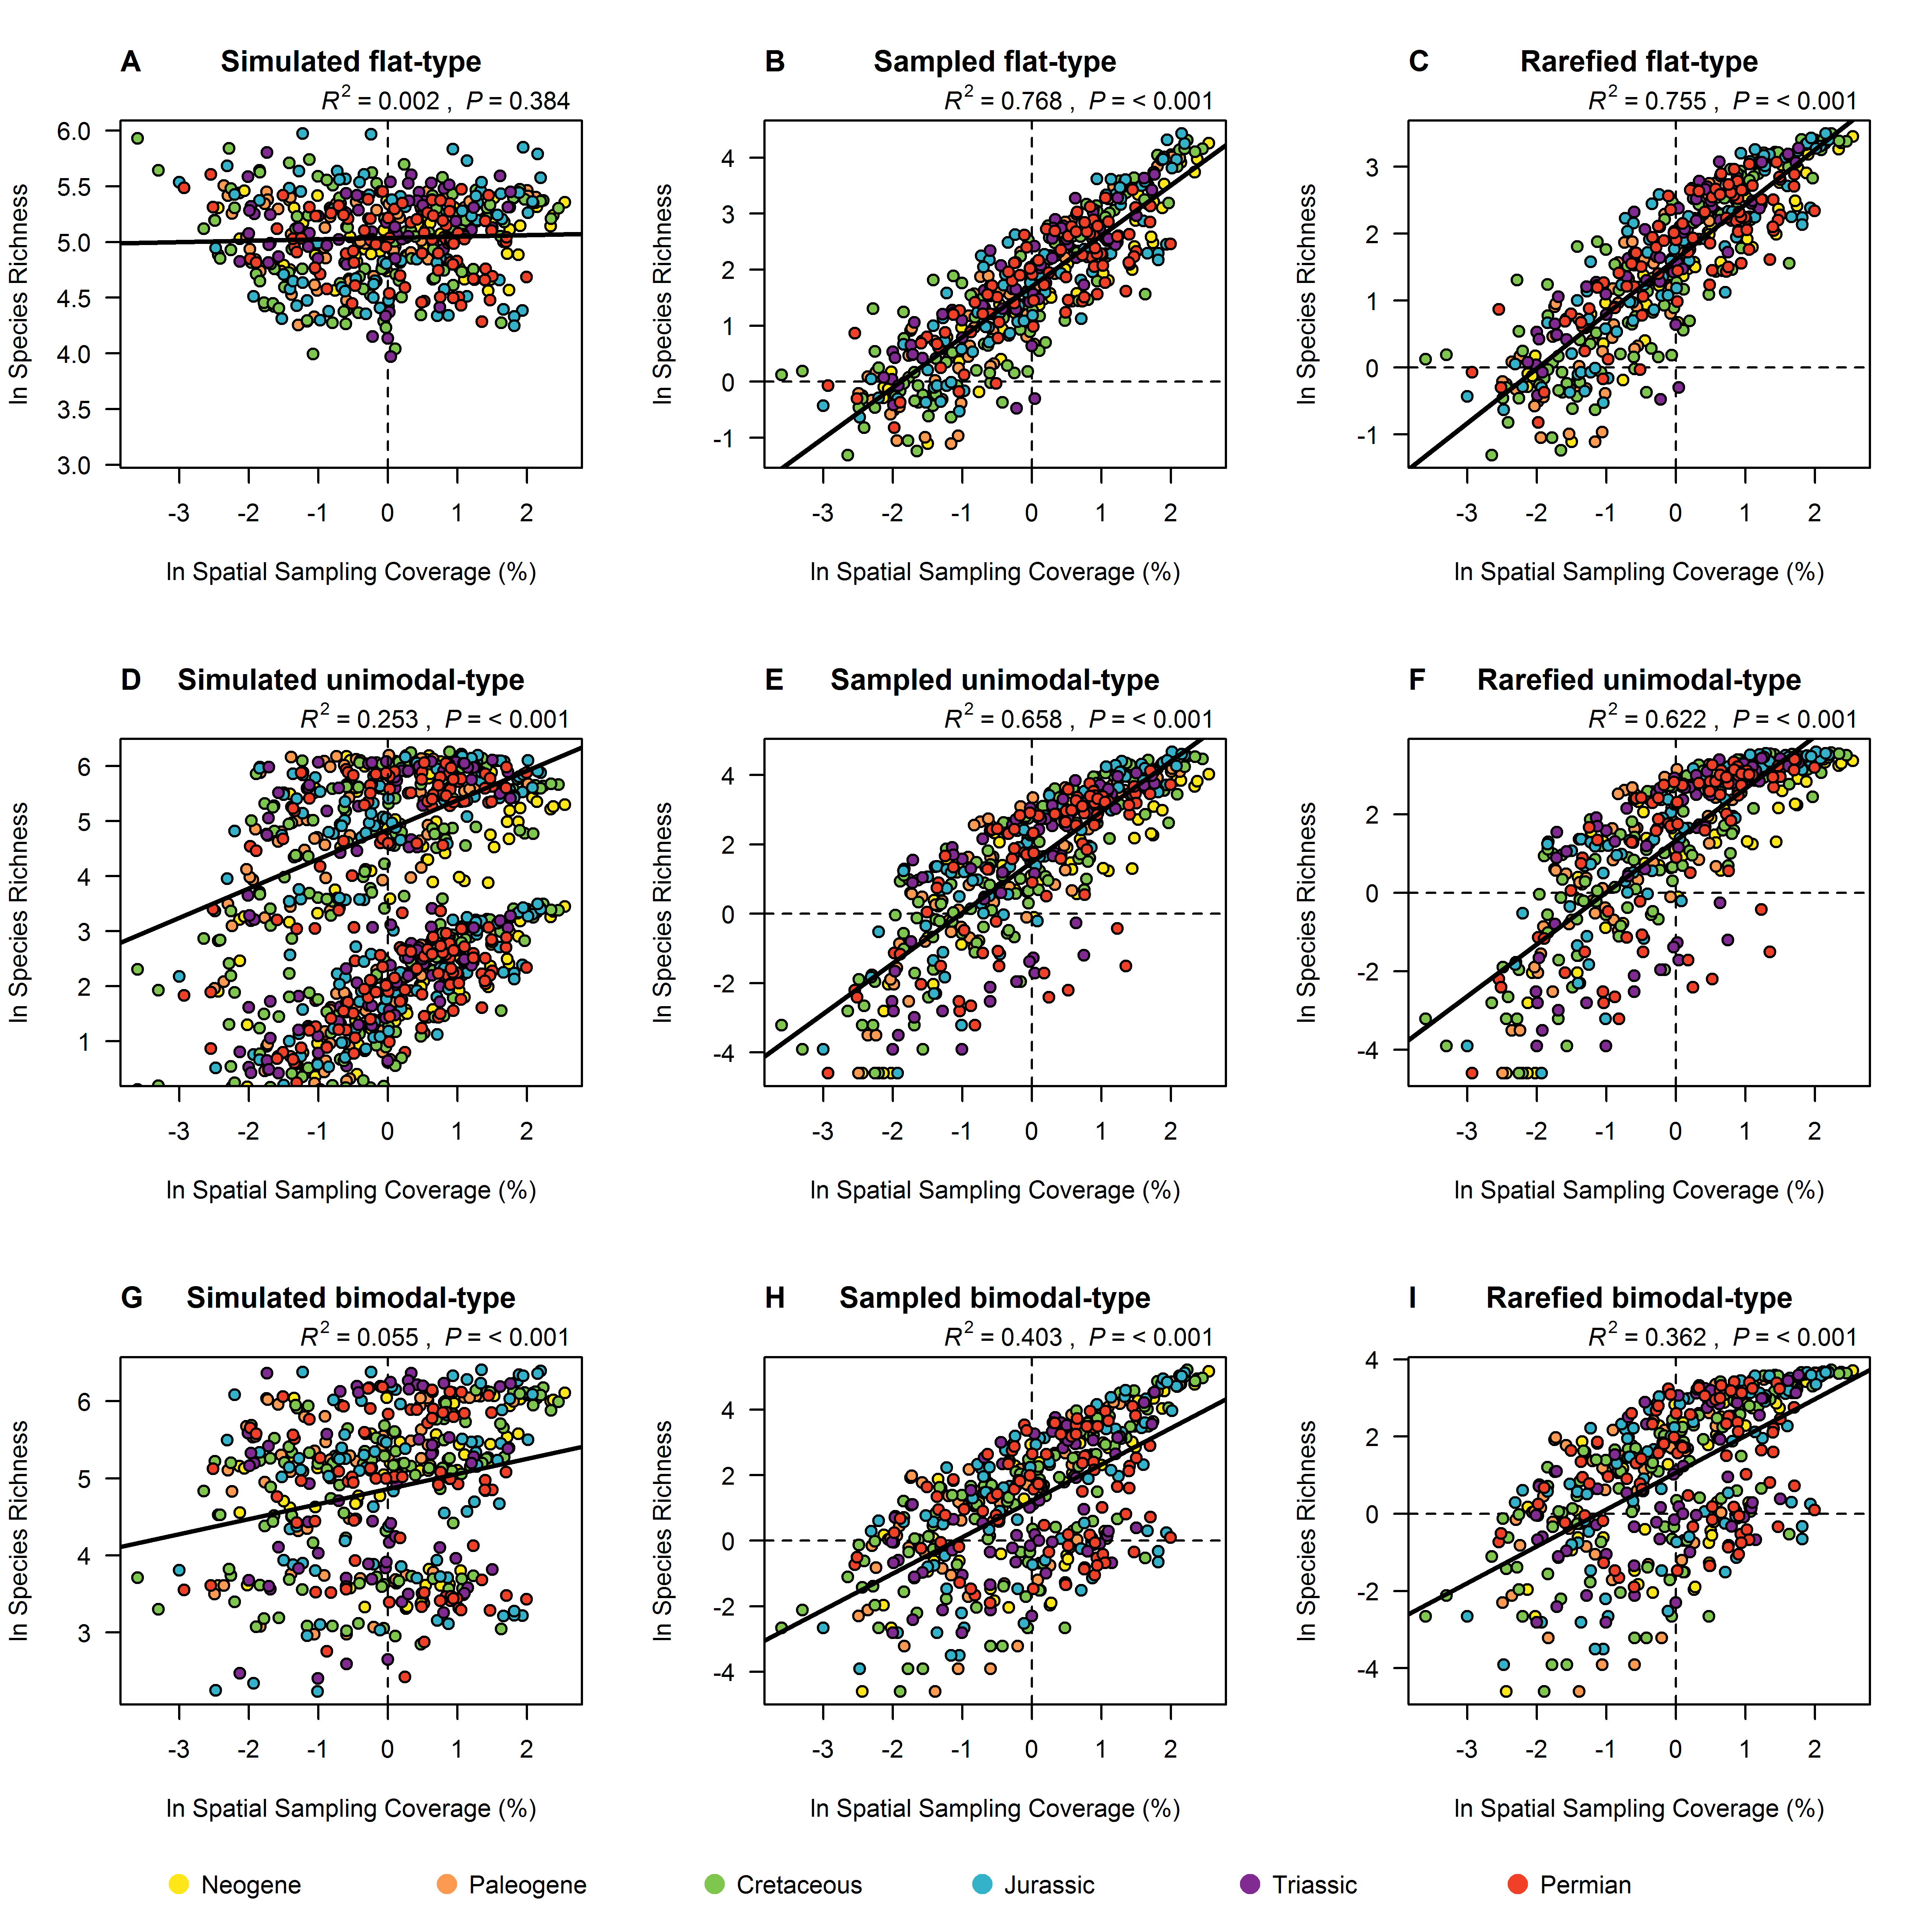 A Simulated flat-type
R2 = 0.002 , P = 0.384
6.0
5.5
5.0
4.5
4.0
3.5
3.0
ln Species Richness
-3 -2 -1 0 1 2
ln Spatial Sampling Coverage (%)
B Sampled flat-type
R2 = 0.768 , P = < 0.001
4
3
2
1
0
-1
ln Species Richness
-3 -2 -1 0 1 2
ln Spatial Sampling Coverage (%)
C Rarefied flat-type
R2 = 0.755 , P = < 0.001
3
2
1
0
-1
ln Species Richness
-3 -2 -1 0 1 2
ln Spatial Sampling Coverage (%)
D Simulated unimodal-type
R2 = 0.253 , P = < 0.001
6
5
4
3
2
1
ln Species Richness
-3 -2 -1 0 1 2
ln Spatial Sampling Coverage (%)
E Sampled unimodal-type
R2 = 0.658 , P = < 0.001
4
2
0
-2
-4
ln Species Richness
-3 -2 -1 0 1 2
ln Spatial Sampling Coverage (%)
F Rarefied unimodal-type
R2 = 0.622 , P = < 0.001
2
0
-2
-4
ln Species Richness
-3 -2 -1 0 1 2
ln Spatial Sampling Coverage (%)
G Simulated bimodal-type
R2 = 0.055 , P = < 0.001
6
5
4
3
ln Species Richness
-3 -2 -1 0 1 2
ln Spatial Sampling Coverage (%)
H Sampled bimodal-type
R2 = 0.403 , P = < 0.001
4
2
0
-2
-4
ln Species Richness
-3 -2 -1 0 1 2
ln Spatial Sampling Coverage (%)
I Rarefied bimodal-type
R2 = 0.362 , P = < 0.001
4
2
0
-2
-4
ln Species Richness
-3 -2 -1 0 1 2
ln Spatial Sampling Coverage (%)
Neogene Paleogene Cretaceous Jurassic Triassic Permian